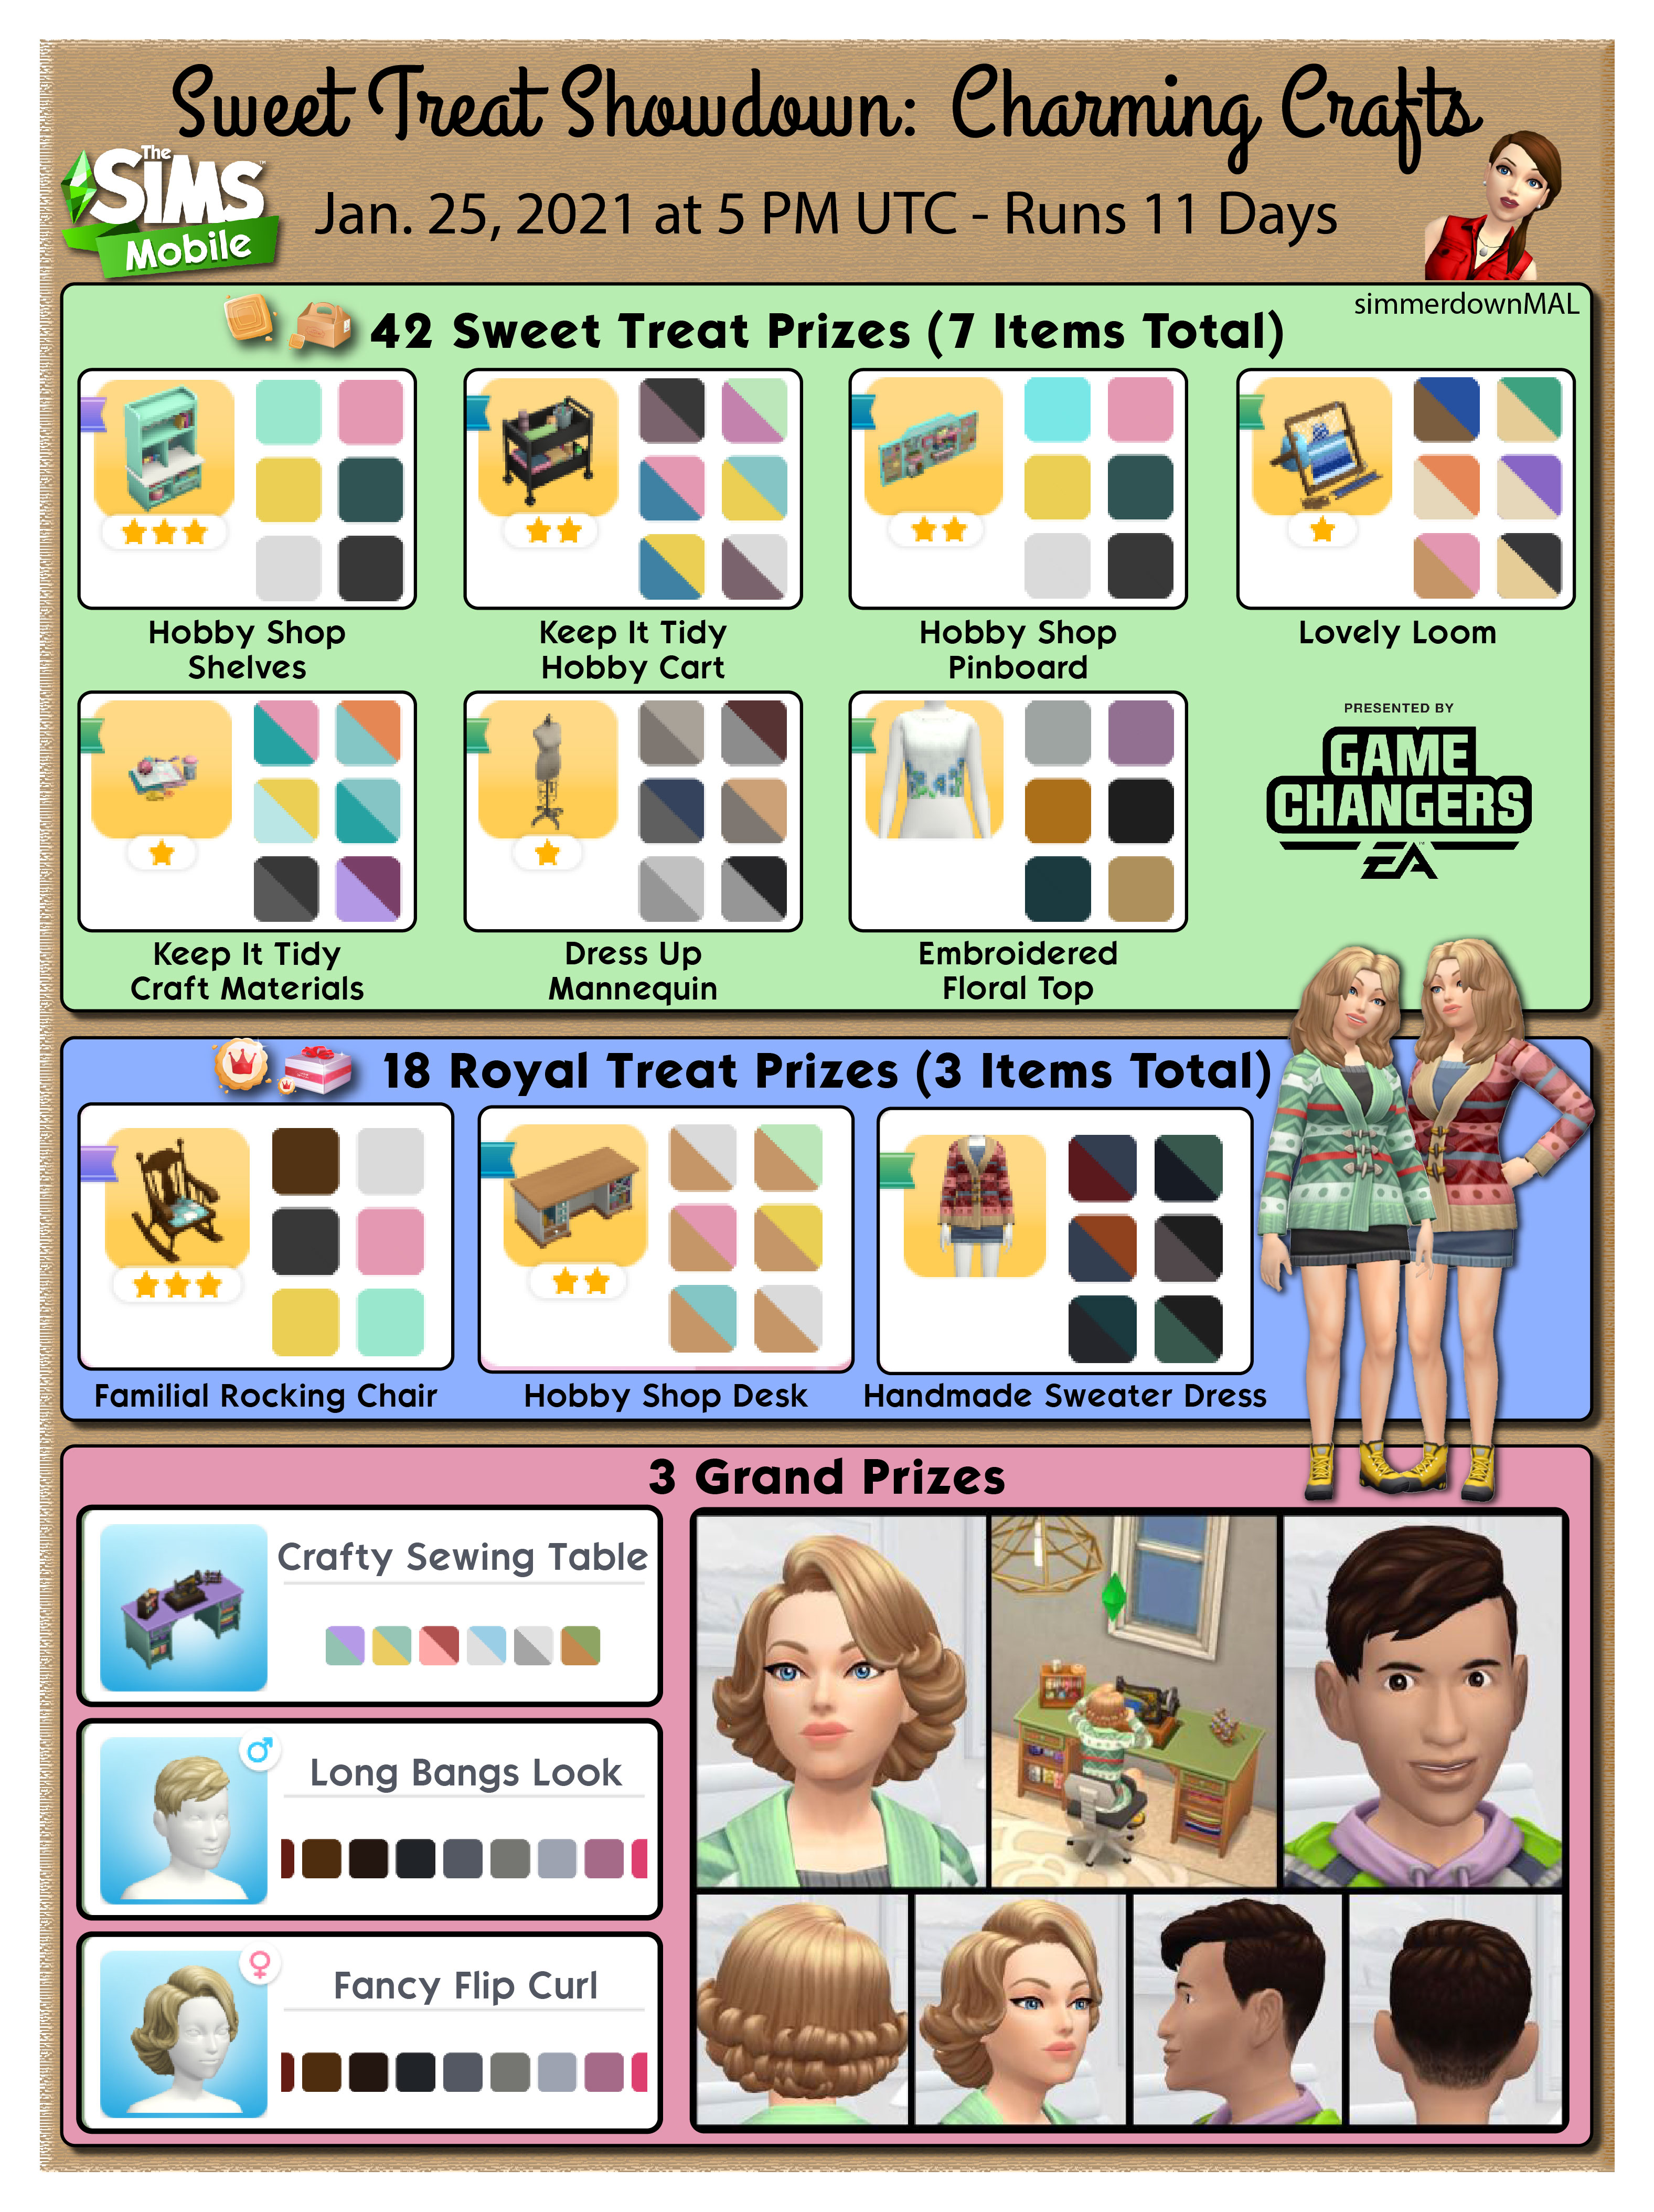 Sweet Treat Showdown: Charming Crafts
The
SiMS
Mobile
Jan. 25, 2021 at 5 PM UTC - Runs 11 Days
simmerdownMAL
42 Sweet Treat Prizes (7 Items Total)
Hobby Shop
Shelves
Keep It Tidy
Hobby Cart
Hobby Shop
Pinboard
Lovely Loom
Keep It Tidy
Craft Materials
Dress Up
Mannequin
Embroidered
Floral Top
PRESENTED BY
GAME
CHANGERS
EA
18 Royal Treat Prizes (3 Items Total)
Familial Rocking Chair
Hobby Shop Desk
Handmade Sweater Dress
3 Grand Prizes
Crafty Sewing Table
Long Bangs Look
Fancy Flip Curl